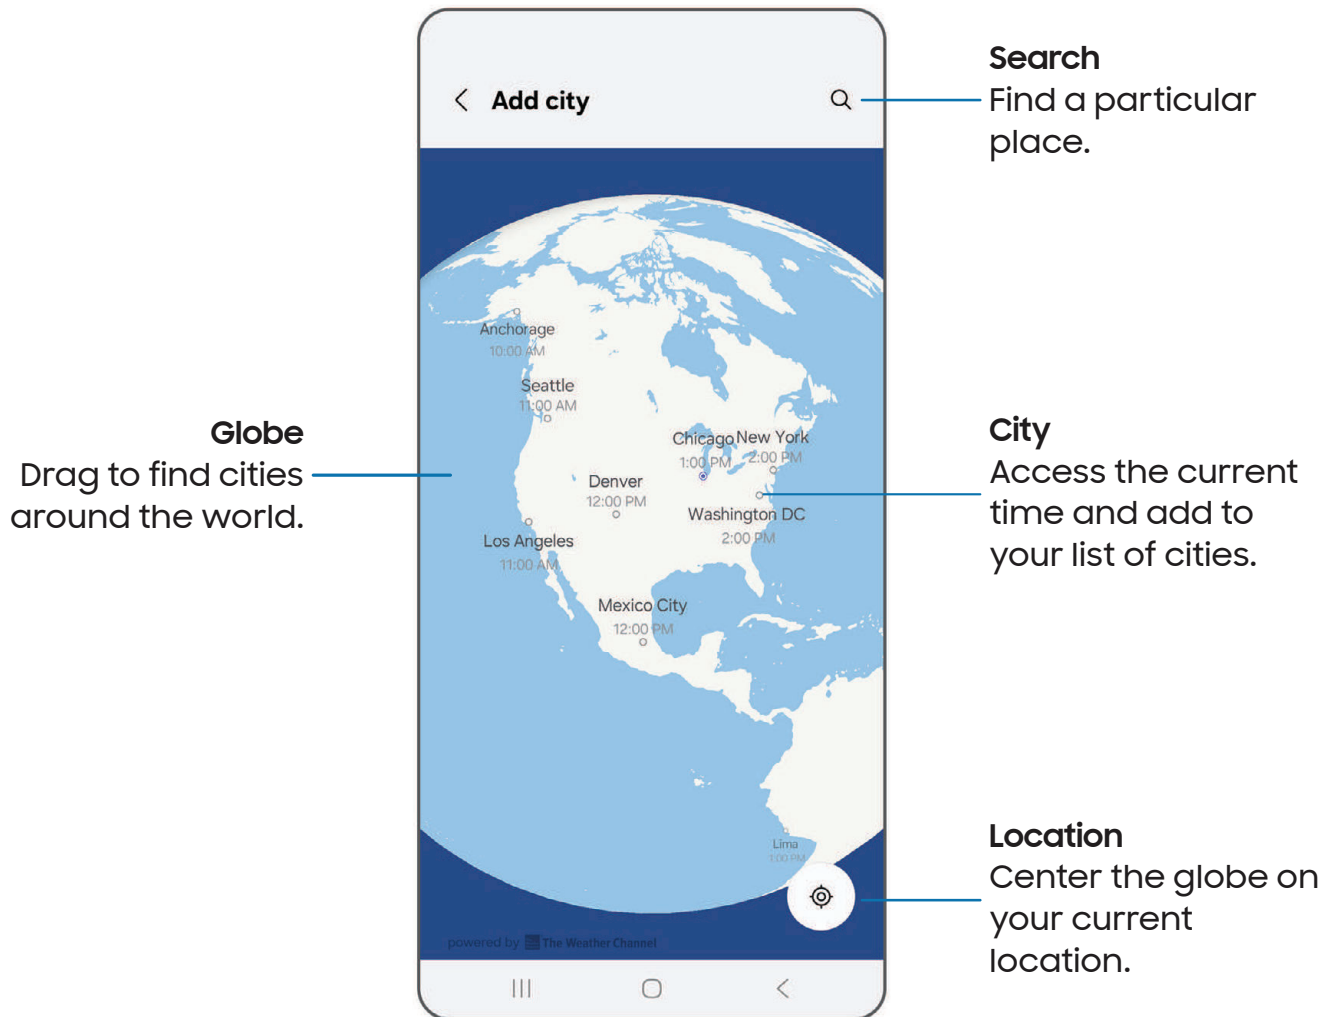 Add city
Search
Find a particular
place.
Anchorage
10:00 AM
Seattle
11:00 AM
Chicago
1:00 PM
New York
2:00 PM
Denver
12:00 PM
Washington DC
2:00 PM
Los Angeles
11:00 AM
Mexico City
12:00 PM
Lima
1:00 PM
powered by The Weather Channel
Globe
Drag to find cities
around the world.
City
Access the current
time and add to
your list of cities.
Location
Center the globe on
your current
location.